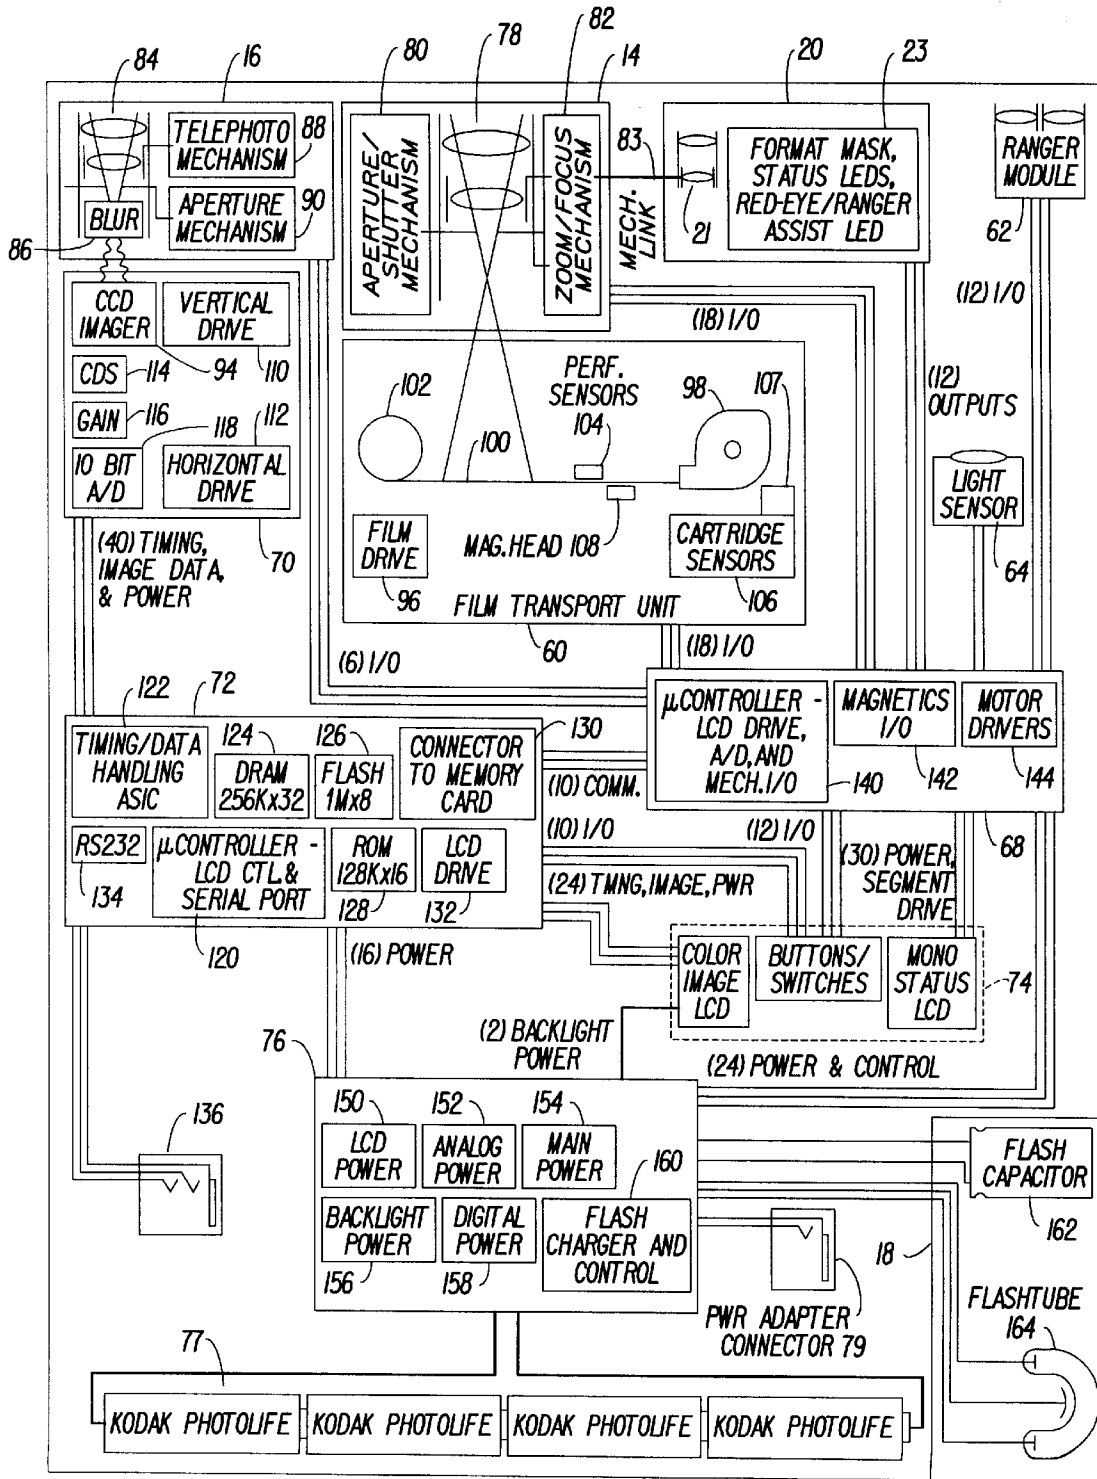 84
16
80
78
82
14
20
23
TELEPHOTO
MECHANISM
88
BLUR
86
APERTURE
MECHANISM
90
APERTURE/
SHUTTER
MECHANISM
ZOOM/FOCUS
MECHANISM
MECH.
LINK
83
21
FORMAT MASK,
STATUS LEDS,
RED-EYE/RANGER
ASSIST LED
RANGER
MODULE
62
CCD
IMAGER
94
VERTICAL
DRIVE
110
CDS
114
GAIN
116
118
112
10 BIT
A/D
HORIZONTAL
DRIVE
70
(40) TIMING,
IMAGE DATA,
& POWER
(18) I/O
(12) I/O
(12)
OUTPUTS
102
PERF.
SENSORS
104
98
107
100
FILM
DRIVE
96
MAG.HEAD 108
CARTRIDGE
SENSORS
106
FILM TRANSPORT UNIT
60
LIGHT
SENSOR
64
(6) I/O
(18) I/O
122
72
TIMING/DATA
HANDLING
ASIC
124
DRAM
256Kx32
126
FLASH
1Mx8
CONNECTOR
TO MEMORY
CARD
130
RS232
134
µCONTROLLER -
LCD CTL.&
SERIAL PORT
120
ROM
128Kx16
128
LCD
DRIVE
132
(10) COMM.
(10) I/O
(24) TMNG,IMAGE,PWR
µCONTROLLER -
LCD DRIVE,
A/D,AND
MECH.I/O
140
MAGNETICS
I/O
142
MOTOR
DRIVERS
144
68
(12) I/O
(30) POWER,
SEGMENT
DRIVE
COLOR
IMAGE
LCD
BUTTONS/
SWITCHES
MONO
STATUS
LCD
74
(16) POWER
(2) BACKLIGHT
POWER
(24) POWER & CONTROL
76
136
150
LCD
POWER
152
ANALOG
POWER
154
MAIN
POWER
160
BACKLIGHT
POWER
156
DIGITAL
POWER
158
FLASH
CHARGER AND
CONTROL
PWR ADAPTER
CONNECTOR 79
18
FLASH
CAPACITOR
162
FLASHTUBE
164
77
KODAK PHOTOLIFE
KODAK PHOTOLIFE
KODAK PHOTOLIFE
KODAK PHOTOLIFE